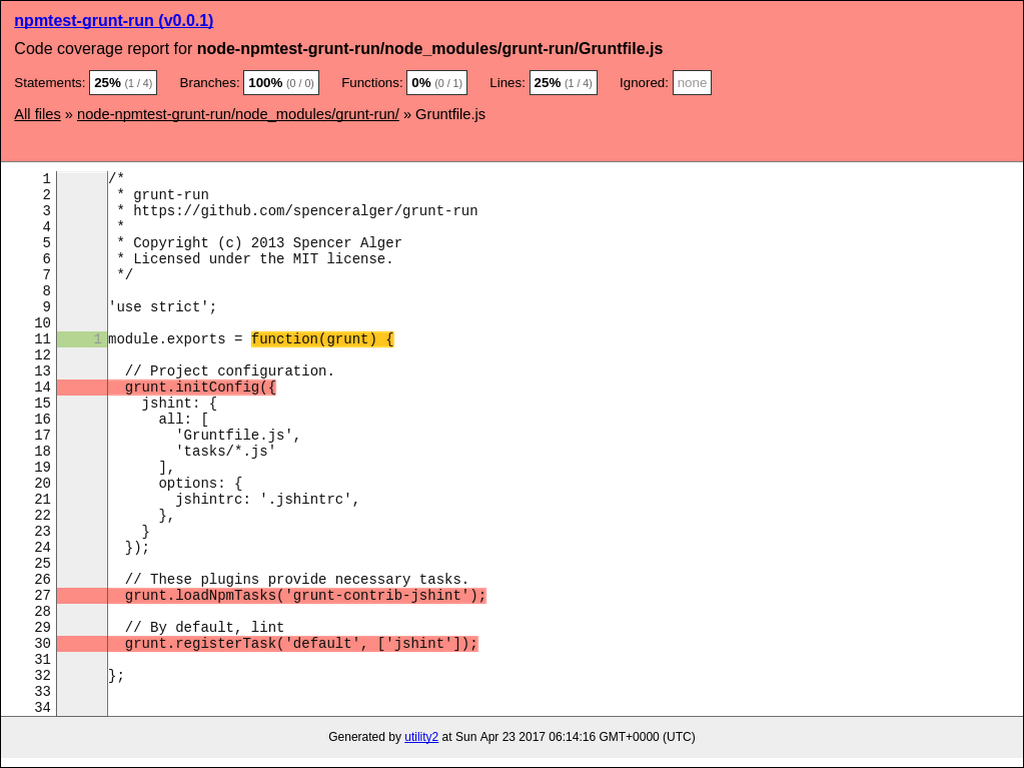 npmtest-grunt-run (v0.0.1)
Code coverage report for node-npmtest-grunt-run/node_modules/grunt-run/Gruntfile.js
Statements: 25% (1 / 4) Branches: 100% (0 / 0) Functions: 0% (0 / 1) Lines: 25% (1 / 4) Ignored: none
All files » node-npmtest-grunt-run/node_modules/grunt-run/ » Gruntfile.js
1 /*
2  * grunt-run
3  * https://github.com/spenceralger/grunt-run
4  *
5  * Copyright (c) 2013 Spencer Alger
6  * Licensed under the MIT license.
7  */
8
9 'use strict';
10
11 1 module.exports = function(grunt) {
12
13   // Project configuration.
14   grunt.initConfig({
15     jshint: {
16       all: [
17         'Gruntfile.js',
18         'tasks/*.js'
19       ],
20       options: {
21         jshintrc: '.jshintrc',
22       },
23     }
24   });
25
26   // These plugins provide necessary tasks.
27   grunt.loadNpmTasks('grunt-contrib-jshint');
28
29   // By default, lint
30   grunt.registerTask('default', ['jshint']);
31
32 };
33
34
Generated by utility2 at Sun Apr 23 2017 06:14:16 GMT+0000 (UTC)